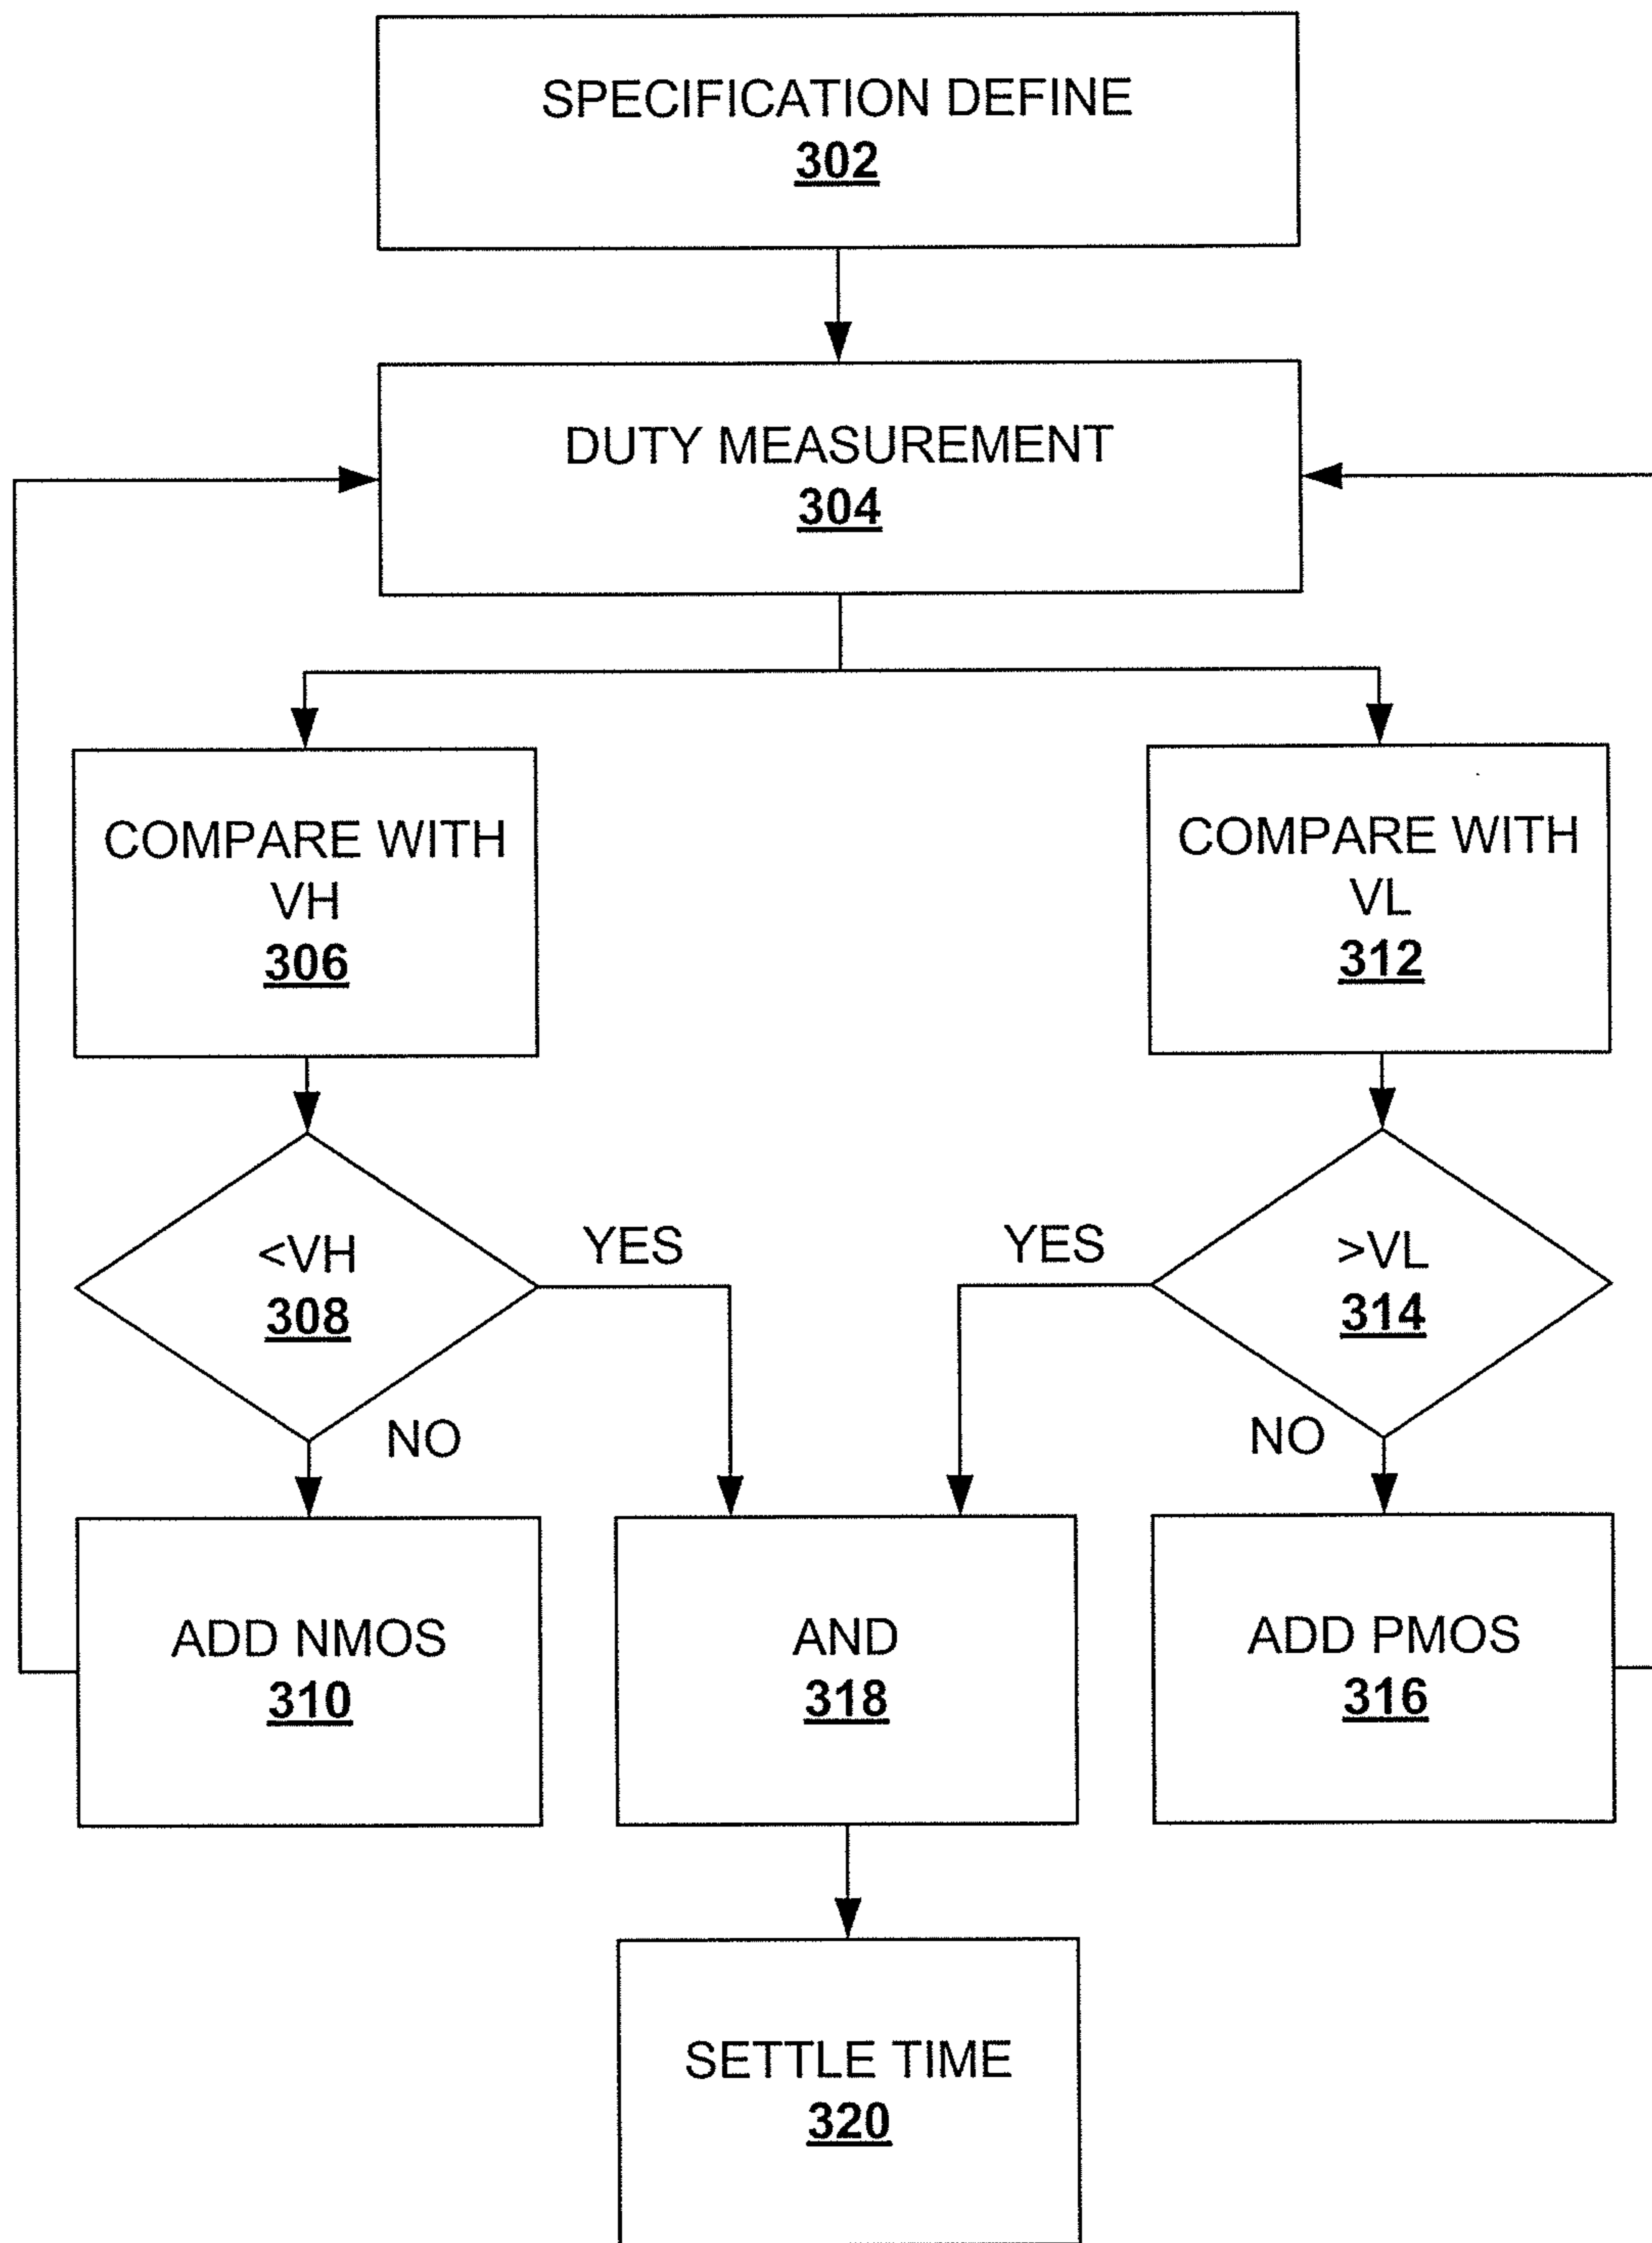 SPECIFICATION DEFINE
302
DUTY MEASUREMENT
304
COMPARE WITH
VH
306
COMPARE WITH
VL
312
<VH
308
YES
NO
YES
>VL
314
NO
ADD NMOS
310
AND
318
ADD PMOS
316
SETTLE TIME
320